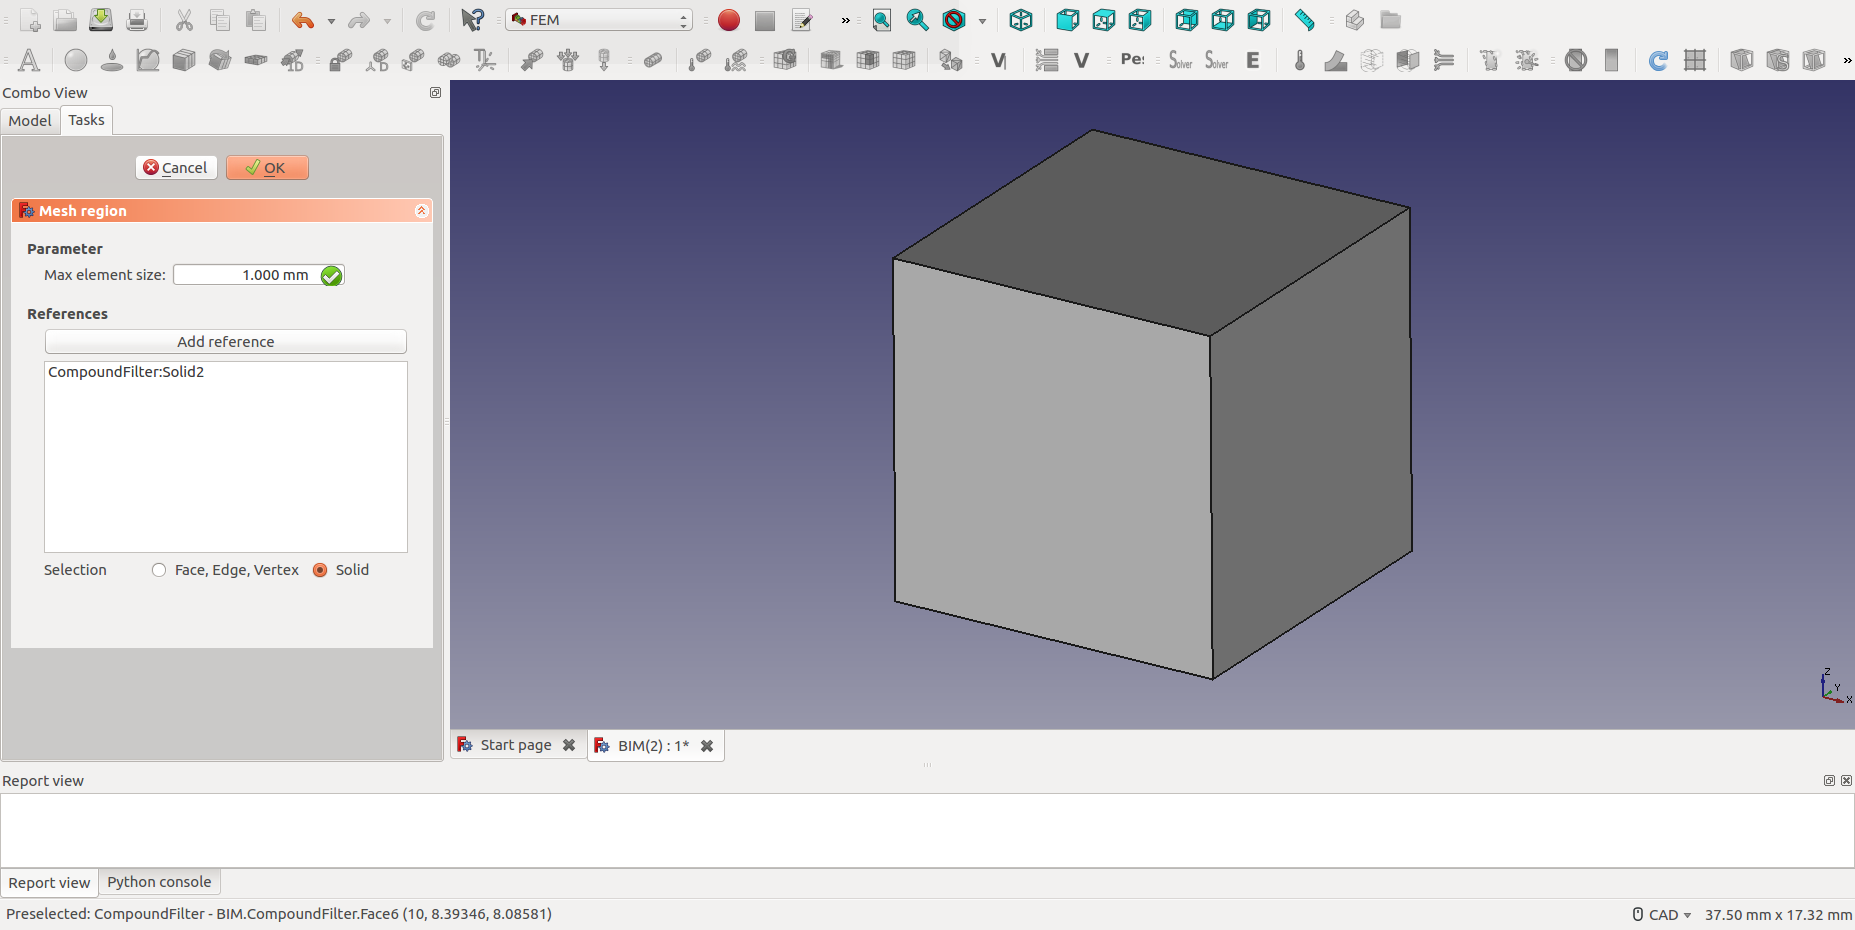 FEM
»
A
V
V
Pe
Solver
Solver
E
»
Combo View
Model
Tasks
Cancel
OK
Mesh region
Parameter
Max element size:
1.000 mm
References
Add reference
CompoundFilter:Solid2
Selection
Face, Edge, Vertex
Solid
Z
Y
X
Start page
BIM(2) : 1*
Report view
Report view
Python console
Preselected: CompoundFilter - BIM.CompoundFilter.Face6 (10, 8.39346, 8.08581)
CAD
37.50 mm x 17.32 mm